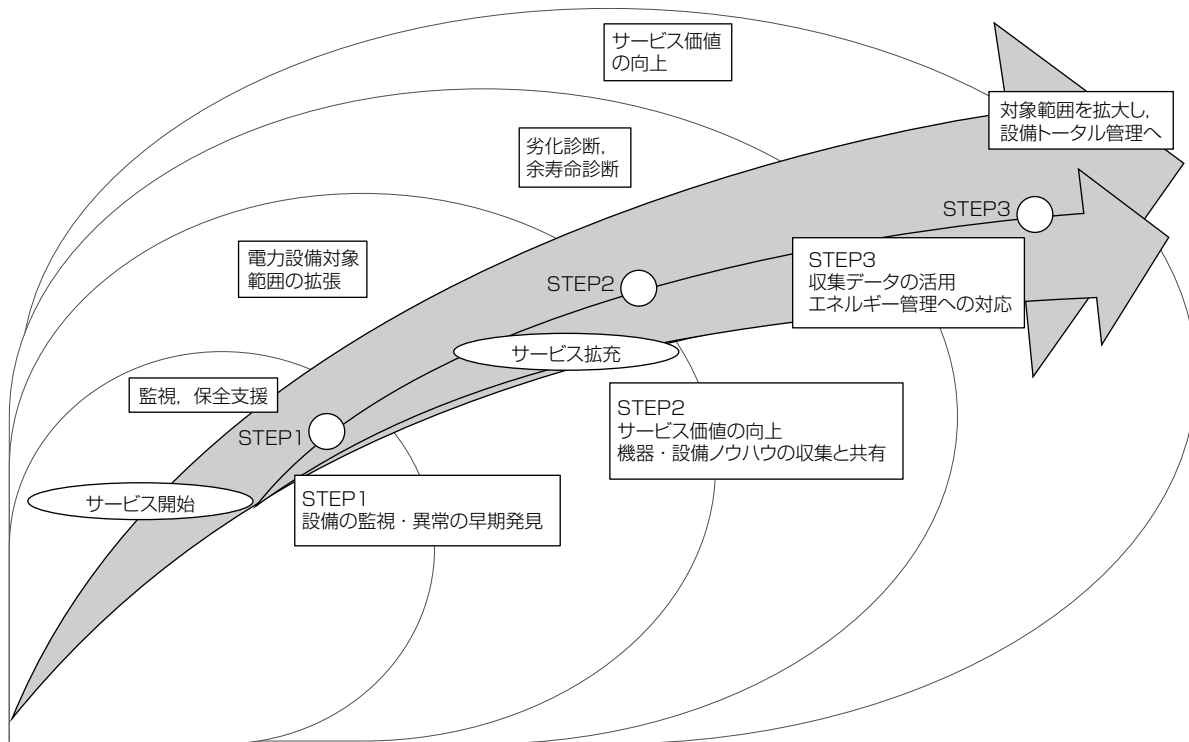 サービス価値
の向上
対象範囲を拡大し，
設備トータル管理へ
劣化診断，
余寿命診断
STEP3
電力設備対象
範囲の拡張
STEP2
STEP3
収集データの活用
エネルギー管理への対応
サービス拡充
監視，保全支援
STEP1
STEP2
サービス価値の向上
機器・設備ノウハウの収集と共有
サービス開始
STEP1
設備の監視・異常の早期発見